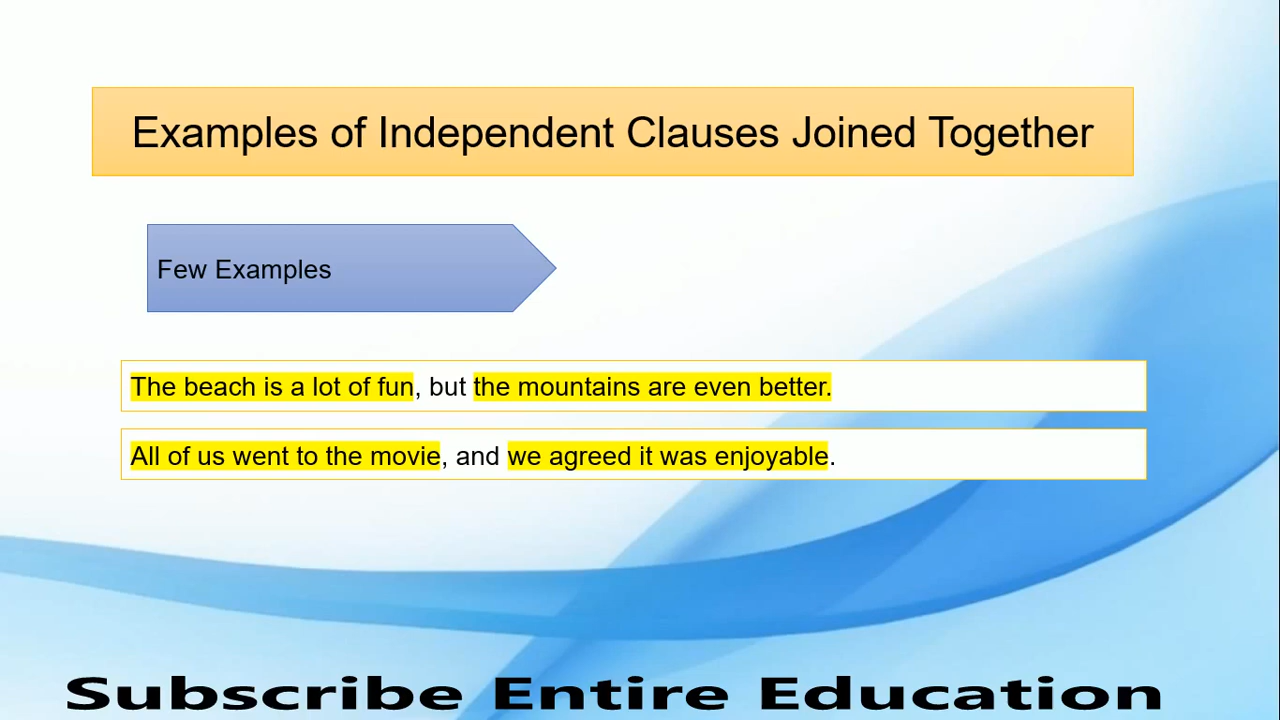 Examples of Independent Clauses Joined Together
Few Examples
The beach is a lot of fun, but the mountains are even better.
All of us went to the movie, and we agreed it was enjoyable.
Subscribe Entire Education